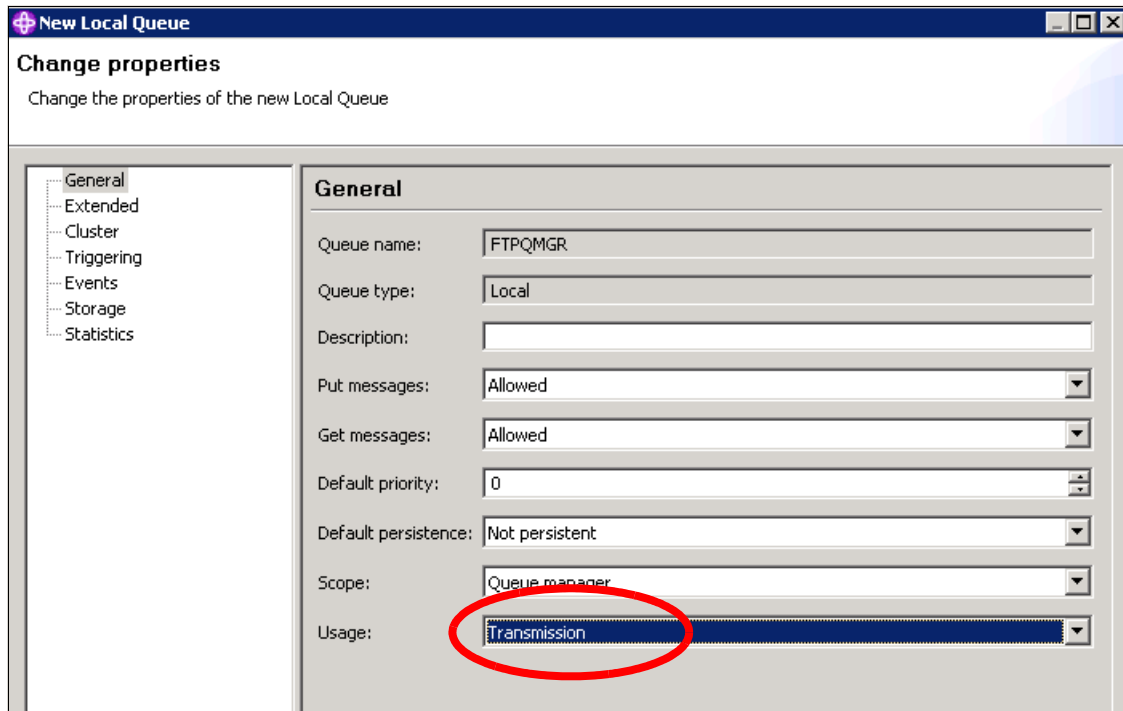 New Local Queue
Change properties
Change the properties of the new Local Queue
General
Extended
Cluster
Triggering
Events
Storage
Statistics
General
Queue name: FTPQMGR
Queue type: Local
Description:
Put messages: Allowed
Get messages: Allowed
Default priority: 0
Default persistence: Not persistent
Scope: Queue manager
Usage: Transmission